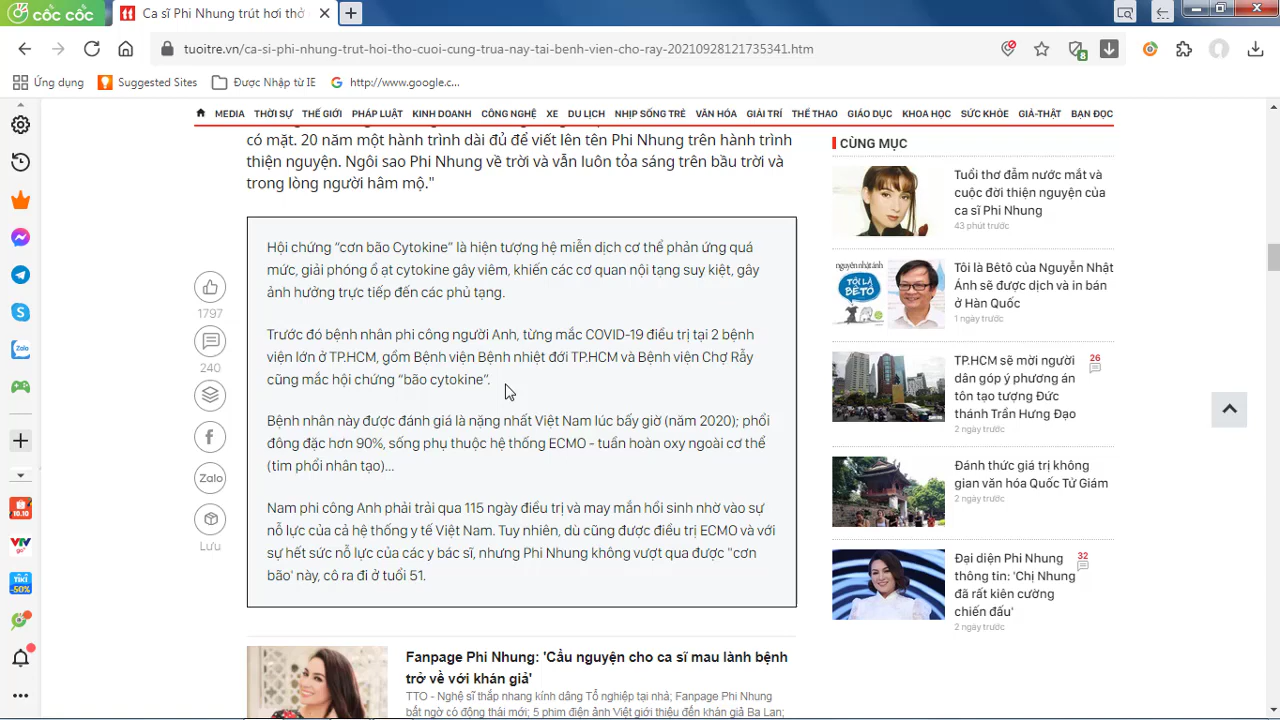 cốc cốc
Ca sĩ Phi Nhung trút hơi thở
tuoitre.vn/ca-si-phi-nhung-trut-hoi-tho-cuoi-cung-trua-nay-tai-benh-vien-cho-ray-20210928121735341.htm
8
Ứng dụng
Suggested Sites
Được Nhập từ IE
http://www.google.c...
MEDIA THỜI SỰ THẾ GIỚI PHÁP LUẬT KINH DOANH CÔNG NGHỆ XE DU LỊCH NHỊP SỐNG TRẺ VĂN HÓA GIẢI TRÍ THỂ THAO GIÁO DỤC KHOA HỌC SỨC KHỎE GIẢ-THẬT BẠN ĐỌC
có mặt. 20 năm một hành trình dài đủ để viết lên tên Phi Nhung trên hành trình
thiện nguyện. Ngôi sao Phi Nhung về trời và vẫn luôn tỏa sáng trên bầu trời và
trong lòng người hâm mộ."
Hội chứng “cơn bão Cytokine” là hiện tượng hệ miễn dịch cơ thể phản ứng quá
mức, giải phóng ồ ạt cytokine gây viêm, khiến các cơ quan nội tạng suy kiệt, gây
ảnh hưởng trực tiếp đến các phủ tạng.
Trước đó bệnh nhân phi công người Anh, từng mắc COVID-19 điều trị tại 2 bệnh
viện lớn ở TP.HCM, gồm Bệnh viện Bệnh nhiệt đới TP.HCM và Bệnh viện Chợ Rẫy
cũng mắc hội chứng “bão cytokine”.
Bệnh nhân này được đánh giá là nặng nhất Việt Nam lúc bấy giờ (năm 2020); phổi
đông đặc hơn 90%, sống phụ thuộc hệ thống ECMO - tuần hoàn oxy ngoài cơ thể
(tim phổi nhân tạo)...
Nam phi công Anh phải trải qua 115 ngày điều trị và may mắn hồi sinh nhờ vào sự
nỗ lực của cả hệ thống y tế Việt Nam. Tuy nhiên, dù cũng được điều trị ECMO và với
sự hết sức nỗ lực của các y bác sĩ, nhưng Phi Nhung không vượt qua được "cơn
bão' này, cô ra đi ở tuổi 51.
1797
240
Zalo
Lưu
Fanpage Phi Nhung: 'Cầu nguyện cho ca sĩ mau lành bệnh
trở về với khán giả'
TTO - Nghệ sĩ thắp nhang kính dâng Tổ nghiệp tại nhà; Fanpage Phi Nhung
bất ngờ có động thái mới; 5 phim điện ảnh Việt giới thiệu đến khán giả Ba Lan;
CÙNG MỤC
Tuổi thơ đẫm nước mắt và
cuộc đời thiện nguyện của
ca sĩ Phi Nhung
43 phút trước
nguyễn nhật ánh
TÔI LÀ
BÊTÔ
Tôi là Bêtô của Nguyễn Nhật
Ánh sẽ được dịch và in bán
ở Hàn Quốc
1 ngày trước
TP.HCM sẽ mời người
dân góp ý phương án
tôn tạo tượng Đức
thánh Trần Hưng Đạo
26
2 ngày trước
Đánh thức giá trị không
gian văn hóa Quốc Tử Giám
2 ngày trước
Đại diện Phi Nhung
thông tin: 'Chị Nhung
đã rất kiên cường
chiến đấu'
32
2 ngày trước
Zalo
10.10
VTV
go
TIKI
-50%